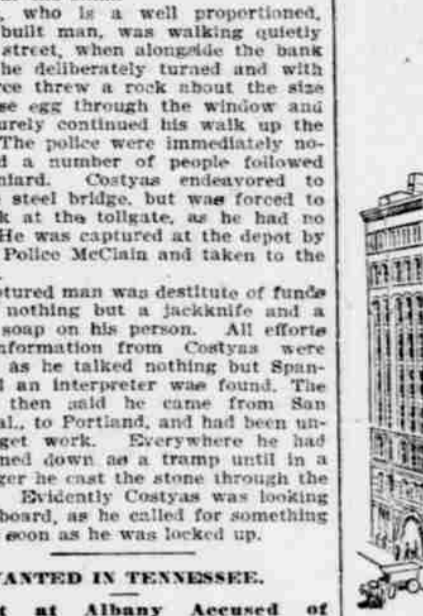 , who is a well proportioned,
built man, was walking quietly
street, when alongside the bank
he deliberately turned and with
rce threw a rock about the size
se egg through the window and
urely continued his walk up the
The police were immediately no-
d a number of people followed
niard. Costyas endeavored to
steel bridge, but was forced to
k at the tollgate, as he had no
He was captured at the depot by
Police McClain and taken to the
ptured man was destitute of funds
nothing but a jackknife and a
soap on his person. All efforts
nformation from Costyas were
as he talked nothing but Span-
l an interpreter was found. The
then said he came from San
al., to Portland, and had been un-
get work. Everywhere he had
ned down as a tramp until in a
ger he cast the stone through the
Evidently Costyas was looking
board, as he called for something
soon as he was locked up.
WANTED IN TENNESSEE.
t at Albany Accused of